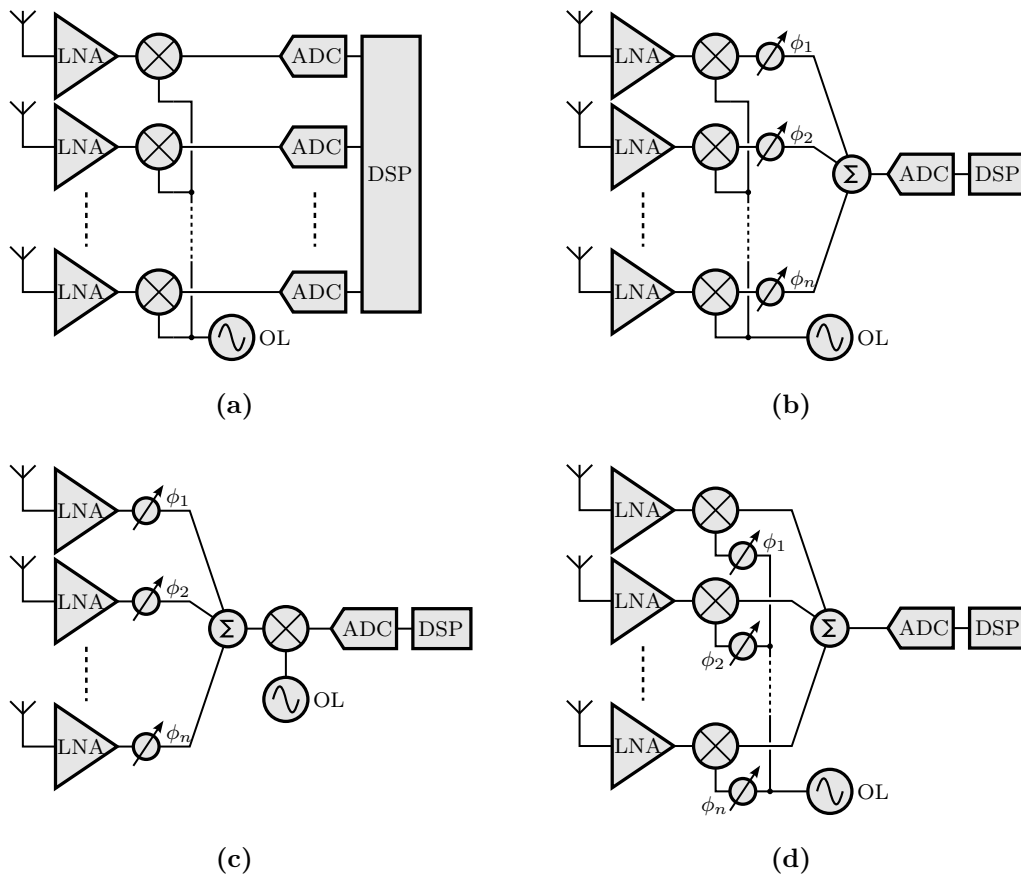 LNA ADC
LNA ADC
DSP
LNA ADC
OL
(a)
LNA ϕ1
LNA ϕ2
Σ ADC DSP
LNA ϕn
OL
(b)
LNA ϕ1
LNA ϕ2
Σ ADC DSP
OL
LNA ϕn
(c)
LNA
ϕ1
LNA
Σ ADC DSP
ϕ2
LNA
ϕn OL
(d)